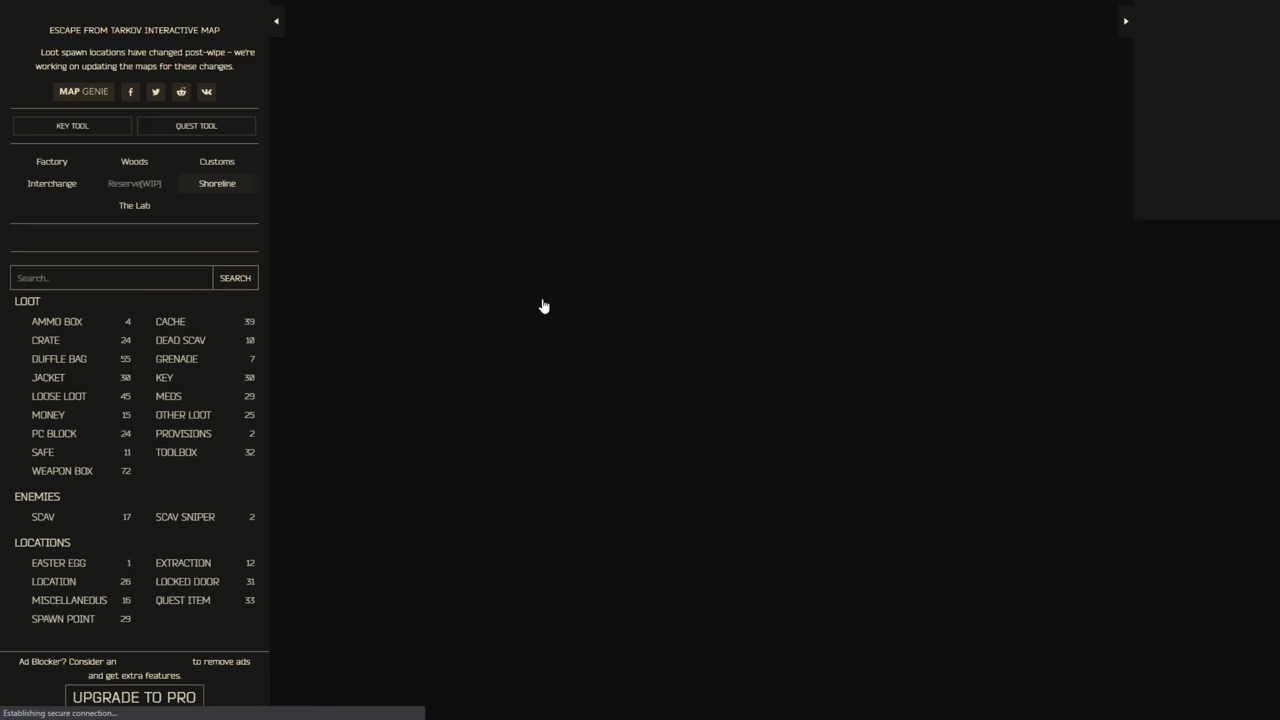 ESCAPE FROM TARKOV INTERACTIVE MAP
Loot spawn locations have changed post-wipe - we're
working on updating the maps for these changes.
MAP GENIE
KEY TOOL QUEST TOOL
Factory Woods Customs
Interchange Reserve[WIP] Shoreline
The Lab
Search.. SEARCH
LOOT
AMMO BOX 4 CACHE 39
CRATE 24 DEAD SCAV 10
DUFFLE BAG 55 GRENADE 7
JACKET 30 KEY 30
LOOSE LOOT 45 MEDS 29
MONEY 15 OTHER LOOT 25
PC BLOCK 24 PROVISIONS 2
SAFE 11 TOOLBOX 32
WEAPON BOX 72
ENEMIES
SCAV 17 SCAV SNIPER 2
LOCATIONS
EASTER EGG 1 EXTRACTION 12
LOCATION 26 LOCKED DOOR 31
MISCELLANEOUS 16 QUEST ITEM 33
SPAWN POINT 29
Ad Blocker? Consider an to remove ads
and get extra features.
UPGRADE TO PRO
Establishing secure connection...